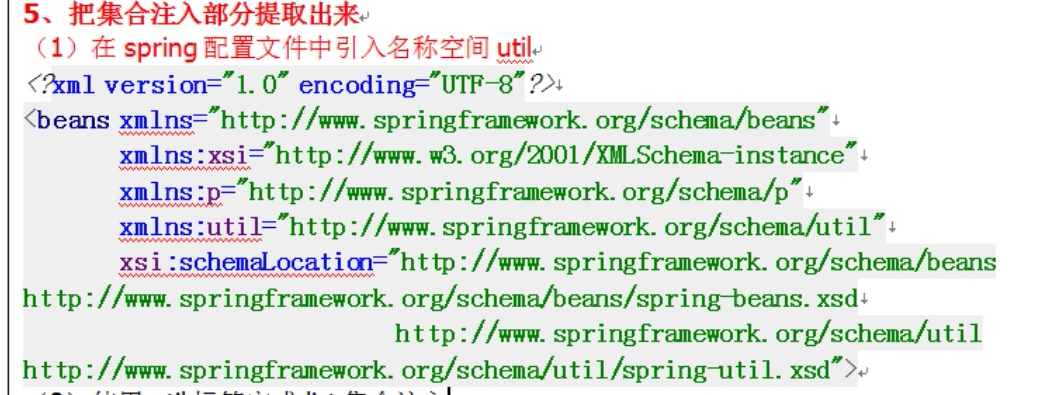 5、把集合注入部分提取出来
（1）在 spring 配置文件中引入名称空间 util
<?xml version="1.0" encoding="UTF-8"?>
<beans xmlns="http://www.springframework.org/schema/beans"
xmlns:xsi="http://www.w3.org/2001/XMLSchema-instance"
xmlns:p="http://www.springframework.org/schema/p"
xmlns:util="http://www.springframework.org/schema/util"
xsi:schemaLocation="http://www.springframework.org/schema/beans
http://www.springframework.org/schema/beans/spring-beans.xsd
http://www.springframework.org/schema/util
http://www.springframework.org/schema/util/spring-util.xsd">